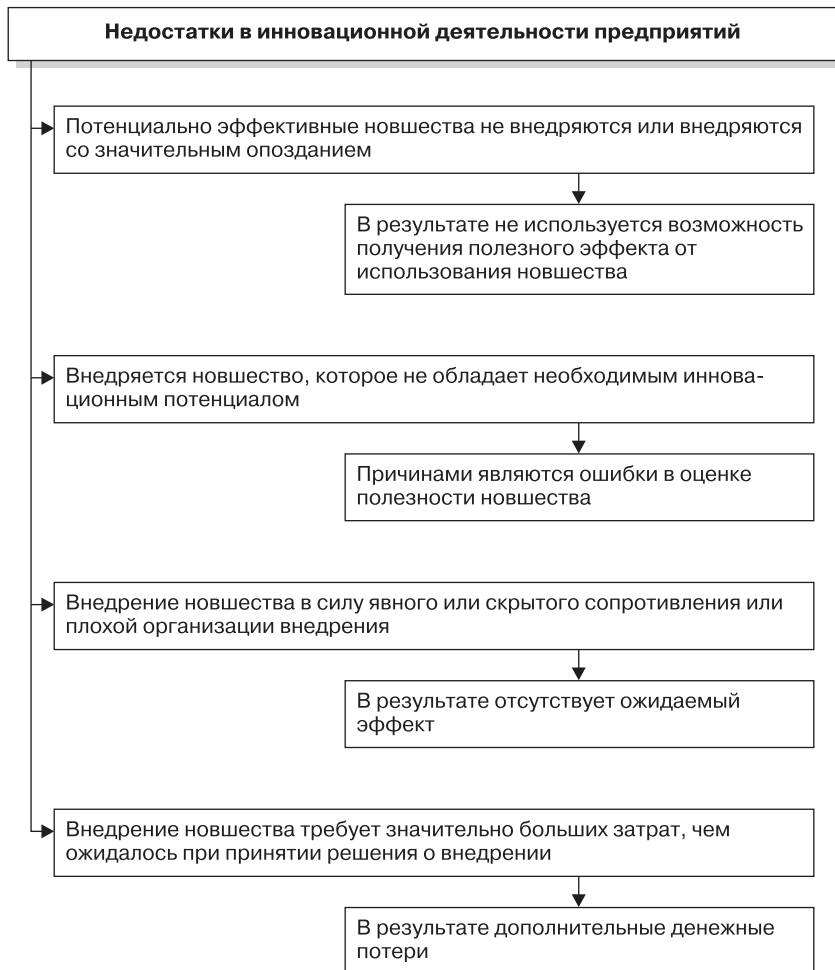 Недостатки в инновационной деятельности предприятий
Потенциально эффективные новшества не внедряются или внедряются
со значительным опозданием
В результате не используется возможность
получения полезного эффекта от
использования новшества
Внедряется новшество, которое не обладает необходимым иннова-
ционным потенциалом
Причинами являются ошибки в оценке
полезности новшества
Внедрение новшества в силу явного или скрытого сопротивления или
плохой организации внедрения
В результате отсутствует ожидаемый
эффект
Внедрение новшества требует значительно больших затрат, чем
ожидалось при принятии решения о внедрении
В результате дополнительные денежные
потери